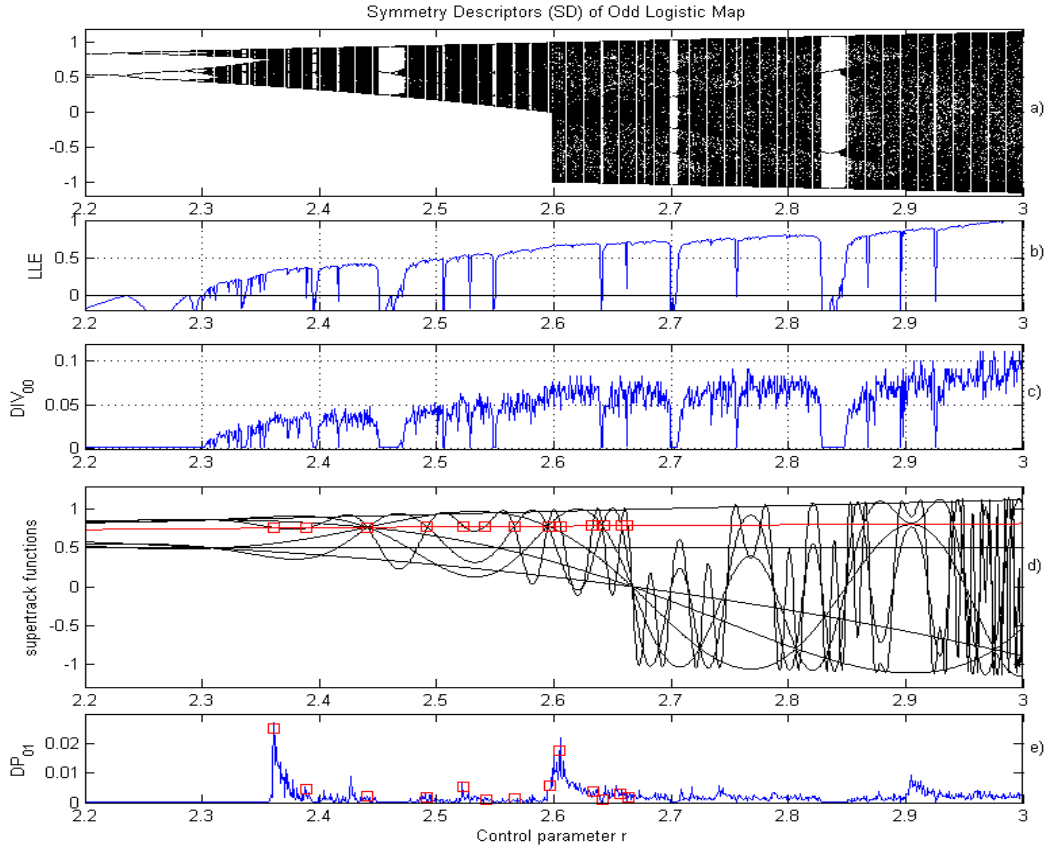 Symmetry Descriptors (SD) of Odd Logistic Map
1
0.5
0
-0.5
-1
a)
2.2 2.3 2.4 2.5 2.6 2.7 2.8 2.9 3
LLE
1
0.5
0
b)
2.2 2.3 2.4 2.5 2.6 2.7 2.8 2.9 3
DIV00
0.1
0.05
0
c)
2.2 2.3 2.4 2.5 2.6 2.7 2.8 2.9 3
supertrack functions
1
0.5
0
-0.5
-1
d)
2.2 2.3 2.4 2.5 2.6 2.7 2.8 2.9 3
DP01
0.02
0.01
0
e)
2.2 2.3 2.4 2.5 2.6 2.7 2.8 2.9 3
Control parameter r